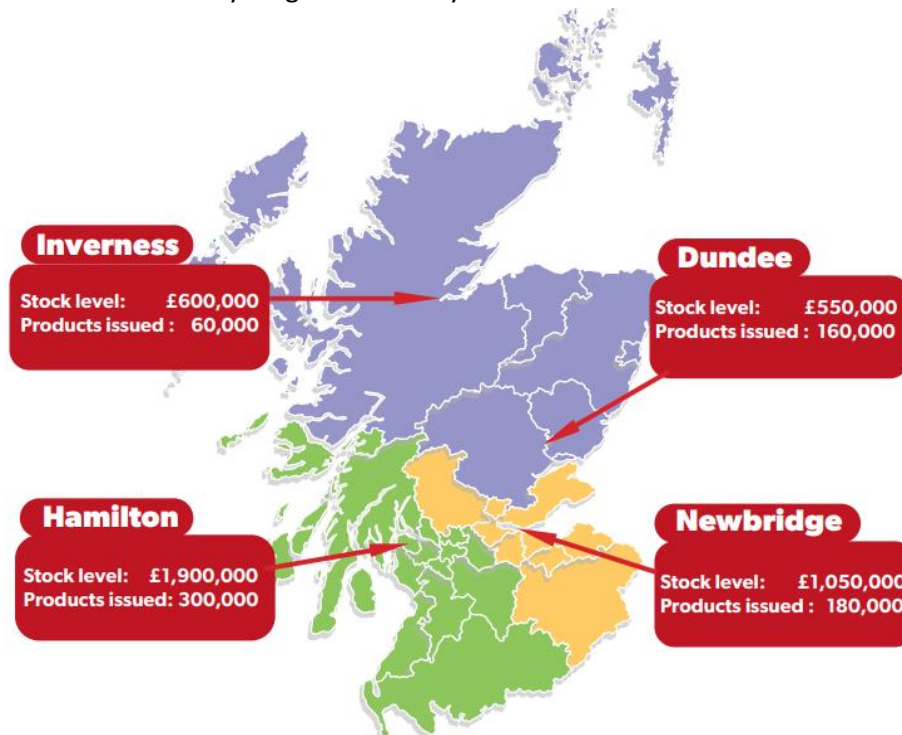 Inverness
Stock level: £600,000
Products issued : 60,000
Dundee
Stock level: £550,000
Products issued : 160,000
Hamilton
Stock level: £1,900,000
Products issued: 300,000
Newbridge
Stock level: £1,050,000
Products issued : 180,000